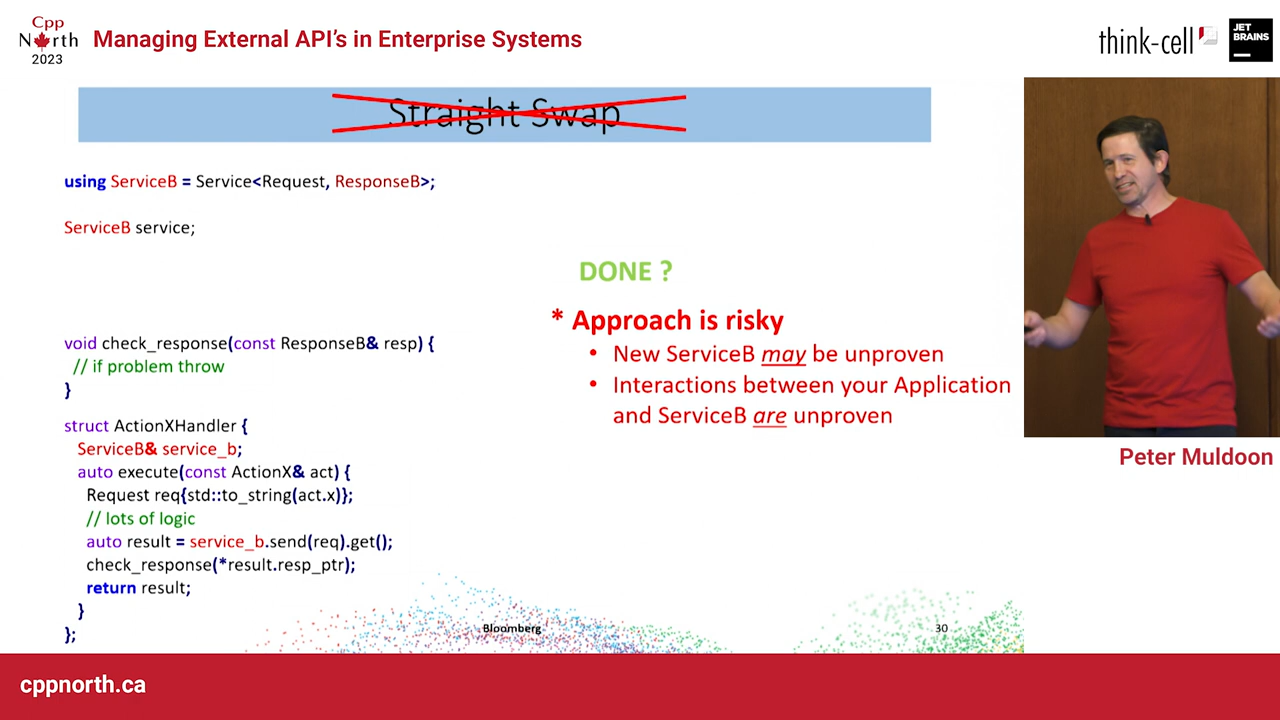 Cpp
North
2023
Managing External API's in Enterprise Systems
think-cell
JET
BRAINS
Straight Swap
using ServiceB = Service<Request, ResponseB>;
ServiceB service;
DONE ?
* Approach is risky
• New ServiceB may be unproven
• Interactions between your Application
and ServiceB are unproven
void check_response(const ResponseB& resp) {
// if problem throw
}
struct ActionXHandler {
ServiceB& service_b;
auto execute(const ActionX& act) {
Request req{std::to_string(act.x)};
// lots of logic
auto result = service_b.send(req).get();
check_response(*result.resp_ptr);
return result;
}
};
Bloomberg
30
Peter Muldoon
cppnorth.ca